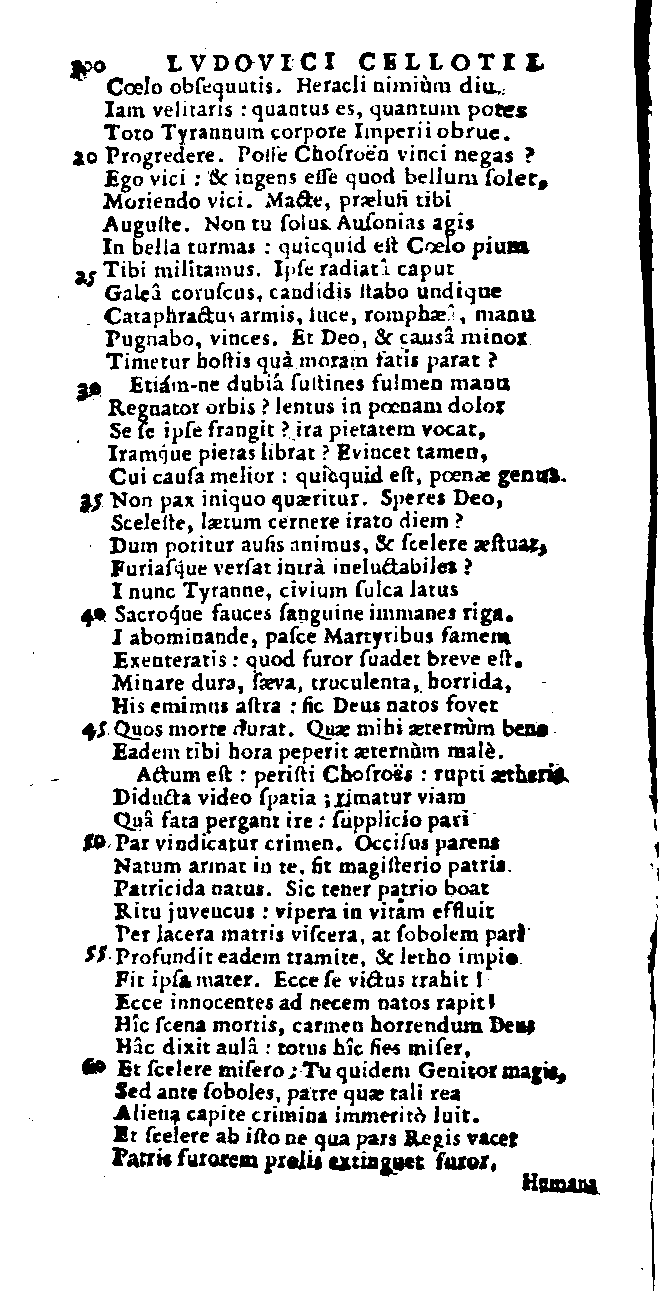 LVDOVICI CELLOTII
Cœlo obſequutis. Heracli nimiùm diu
Iam velitaris : quantus es, quantum potes
Toto Tyrannum corpore Imperii obrue.
20 Progredere. Poſſe Choſroën vinci negas ?
Ego vici : & ingens eſſe quod bellum ſolet,
Moriendo vici. Macte, præluſi tibi
Auguſte. Non tu ſolus Auſonias agis
In bella turmas : quicquid eſt Cœlo pium
25 Tibi militamus. Ipſe radiatâ caput
Galeâ coruſcus, candidis ſtabo undique
Cataphractus armis, luce, romphæâ, manu
Pugnabo, vinces. Et Deo, & causâ minor
Timetur hoſtis quà moram fatis parat ?
30 Etiám-ne dubiá ſuſtines fulmen manu
Regnator orbis ? lentus in pœnam dolor
Se ſe ipſe frangit ? ira pietatem vocat,
Iramq́ue pietas librat ? Evincet tamen,
Cui cauſa melior : quicquid eſt, pœnæ genus.
35 Non pax iniquo quæritur. Speres Deo,
Sceleſte, lætum cernere irato diem ?
Dum potitur auſis animus, & ſcelere æſtuat,
Furiaſq́ue verſat intrà ineluctabiles ?
I nunc Tyranne, civium ſulca latus
40 Sacroq́ue fauces ſanguine immanes riga.
I abominande, paſce Martyribus famem
Exenteratis : quod furor ſuadet breve eſt.
Minare dura, ſæva, truculenta, horrida,
His emimus aſtra : ſic Deus natos fovet
45 Quos morte durat. Quæ mihi æternùm bene
Eadem tibi hora peperit æternùm malè.
Actum eſt : periſti Choſroës : rupti ætheris
Diducta video ſpatia ; rimatur viam
Quâ fata pergant ire : ſupplicio pari
50 Par vindicatur crimen. Occiſus parens
Natum armat in te, fit magiſterio patris
Patricida natus. Sic tener patrio boat
Ritu juvencus : vipera in vitám effluit
Per lacera matris viſcera, at ſobolem pari
55 Profundit eadem tramite, & letho impio
Fit ipſa mater. Ecce ſe victus trahit !
Ecce innocentes ad necem natos rapit !
Hîc ſcena mortis, carmen horrendum Deus
Hâc dixit aulâ : totus hîc fies miſer,
60 Et ſcelere miſero ; Tu quidem Genitor magis,
Sed ante ſoboles, patre quæ tali rea
Aliena capite crimina immeritò luit.
Et ſcelere ab iſto ne qua pars Regis vacet
Patris furorem prolis extinguet furor,
Humana